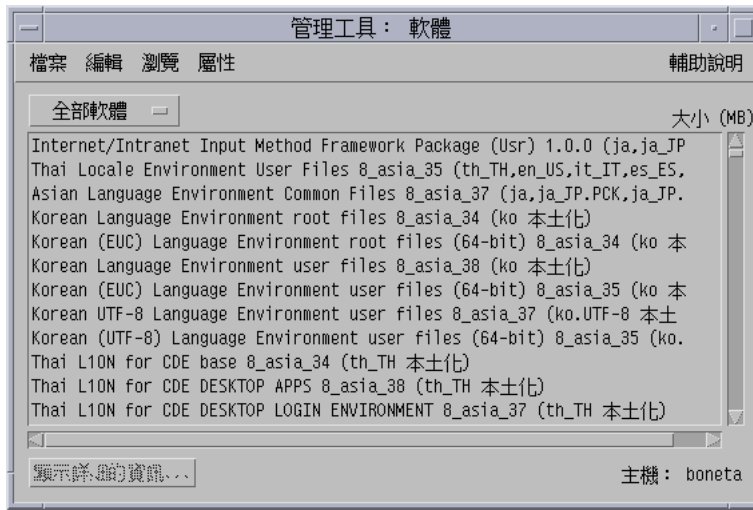 管理工具： 軟體
檔案 編輯 瀏覽 屬性 輔助說明
全部軟體
大小 (MB)
Internet/Intranet Input Method Framework Package (Usr) 1.0.0 (ja,ja_JP
Thai Locale Environment User Files 8_asia_35 (th_TH,en_US,it_IT,es_ES,
Asian Language Environment Common Files 8_asia_37 (ja,ja_JP.PCK,ja_JP.
Korean Language Environment root files 8_asia_34 (ko 本土化)
Korean (EUC) Language Environment root files (64-bit) 8_asia_34 (ko 本
Korean Language Environment user files 8_asia_38 (ko 本土化)
Korean (EUC) Language Environment user files (64-bit) 8_asia_35 (ko 本
Korean UTF-8 Language Environment user files 8_asia_37 (ko.UTF-8 本土
Korean (UTF-8) Language Environment user files (64-bit) 8_asia_35 (ko.
Thai L10N for CDE base 8_asia_34 (th_TH 本土化)
Thai L10N for CDE DESKTOP APPS 8_asia_38 (th_TH 本土化)
Thai L10N for CDE DESKTOP LOGIN ENVIRONMENT 8_asia_37 (th_TH 本土化)
顯示詳細的資訊...
主機： boneta